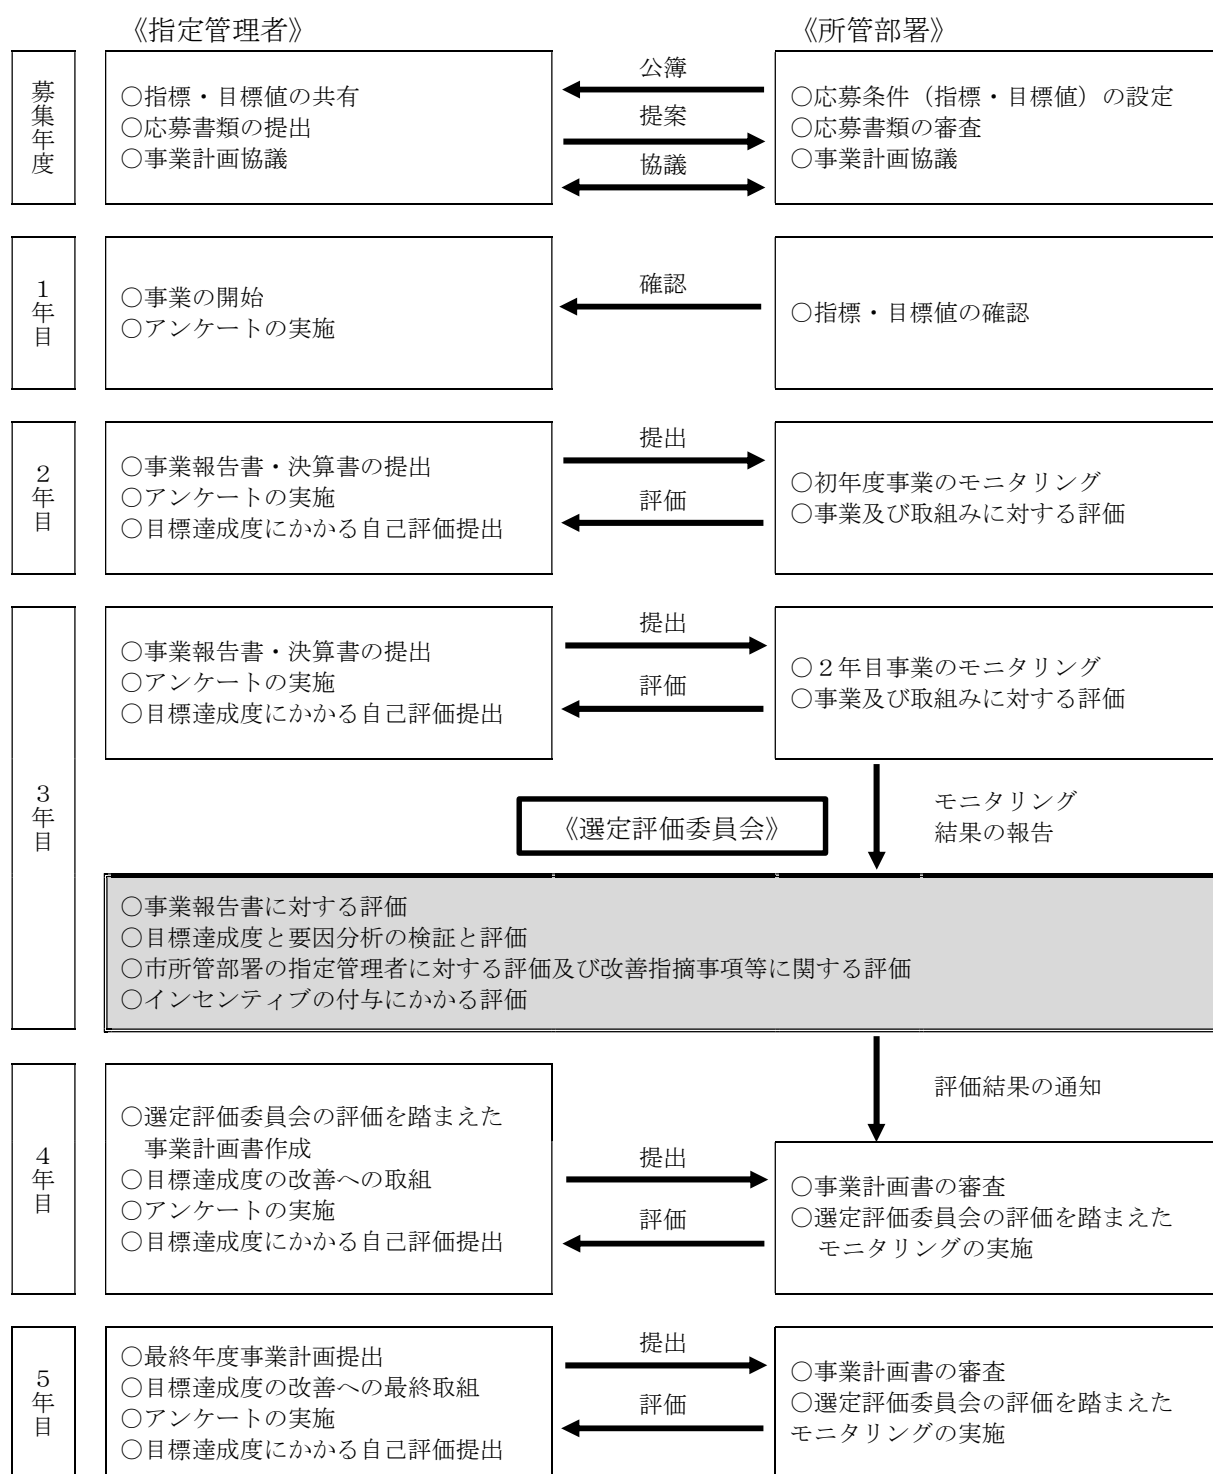 《指定管理者》
《所管部署》
募集年度
○指標・目標値の共有
○応募書類の提出
○事業計画協議
公簿
提案
協議
○応募条件（指標・目標値）の設定
○応募書類の審査
○事業計画協議
1年目
○事業の開始
○アンケートの実施
確認
○指標・目標値の確認
2年目
○事業報告書・決算書の提出
○アンケートの実施
○目標達成度にかかる自己評価提出
提出
評価
○初年度事業のモニタリング
○事業及び取組みに対する評価
3年目
○事業報告書・決算書の提出
○アンケートの実施
○目標達成度にかかる自己評価提出
提出
評価
○２年目事業のモニタリング
○事業及び取組みに対する評価
モニタリング
結果の報告
《選定評価委員会》
○事業報告書に対する評価
○目標達成度と要因分析の検証と評価
○市所管部署の指定管理者に対する評価及び改善指摘事項等に関する評価
○インセンティブの付与にかかる評価
評価結果の通知
4年目
○選定評価委員会の評価を踏まえた
事業計画書作成
○目標達成度の改善への取組
○アンケートの実施
○目標達成度にかかる自己評価提出
提出
評価
○事業計画書の審査
○選定評価委員会の評価を踏まえた
モニタリングの実施
5年目
○最終年度事業計画提出
○目標達成度の改善への最終取組
○アンケートの実施
○目標達成度にかかる自己評価提出
提出
評価
○事業計画書の審査
○選定評価委員会の評価を踏まえた
モニタリングの実施